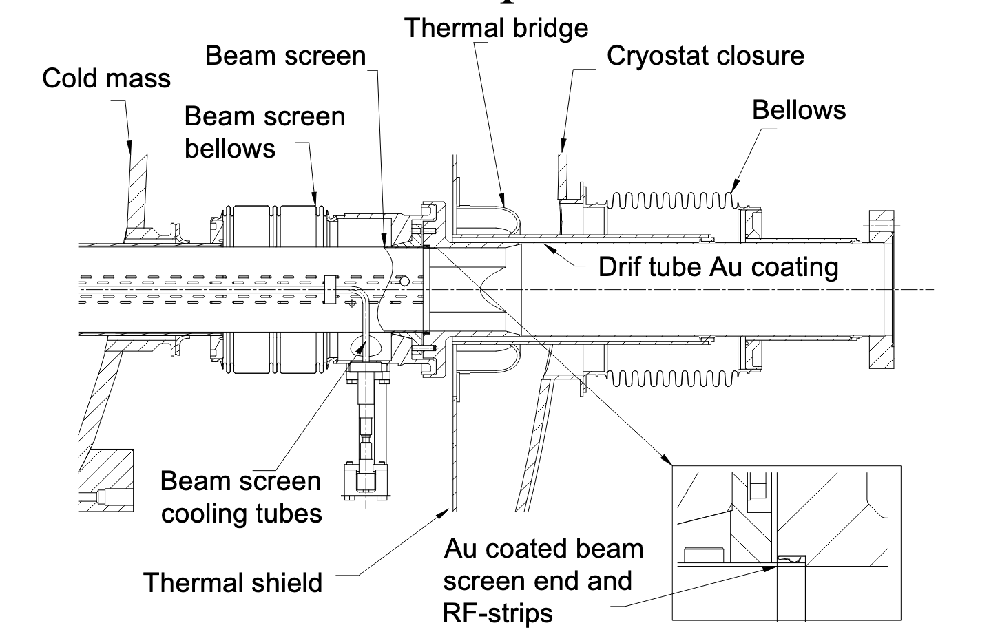 Thermal bridge
Beam screen
Cryostat closure
Cold mass
Beam screen
bellows
Bellows
Drif tube Au coating
Beam screen
cooling tubes
Thermal shield
Au coated beam
screen end and
RF-strips